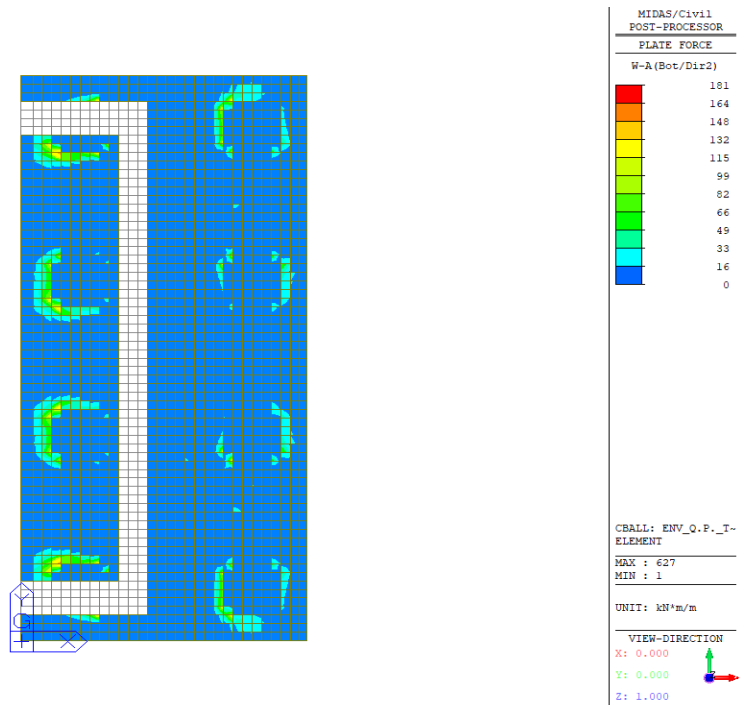 MIDAS/Civil
POST-PROCESSOR
PLATE FORCE
W-A(Bot/Dir2)
181
164
148
132
115
99
82
66
49
33
16
0
CBALL: ENV_Q.P._T~
ELEMENT
MAX : 627
MIN : 1
UNIT: kN*m/m
VIEW-DIRECTION
X: 0.000
Y: 0.000
Z: 1.000
Y
G
X
Z